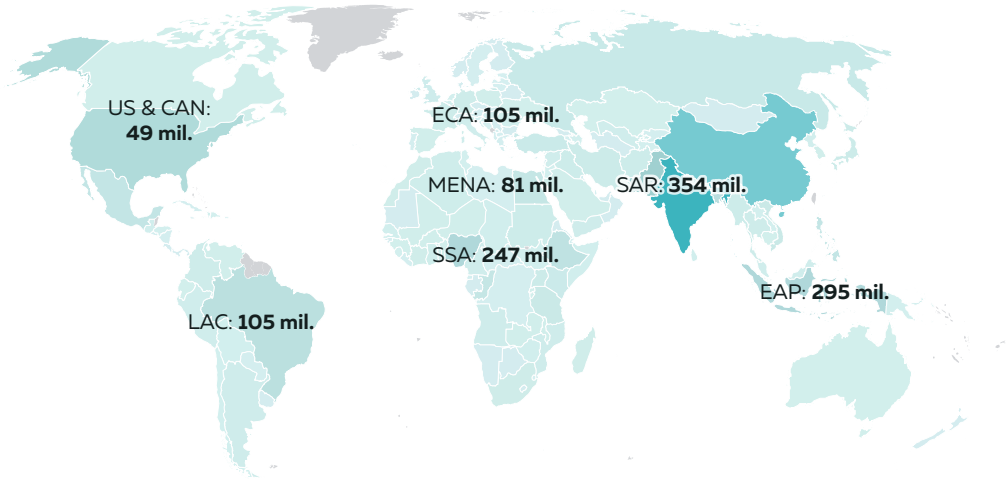 US & CAN:
49 mil.
ECA: 105 mil.
MENA: 81 mil.
SAR: 354 mil.
SSA: 247 mil.
EAP: 295 mil.
LAC: 105 mil.